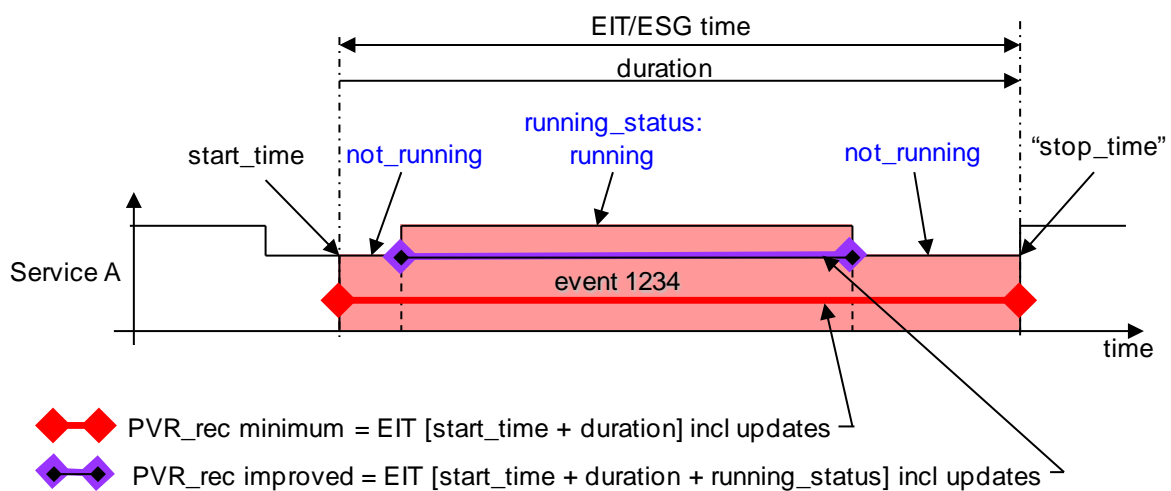 EIT/ESG time
duration
running_status:
running
start_time
not_running
not_running
“stop_time”
Service A
event 1234
time
PVR_rec minimum = EIT [start_time + duration] incl updates
PVR_rec improved = EIT [start_time + duration + running_status] incl updates